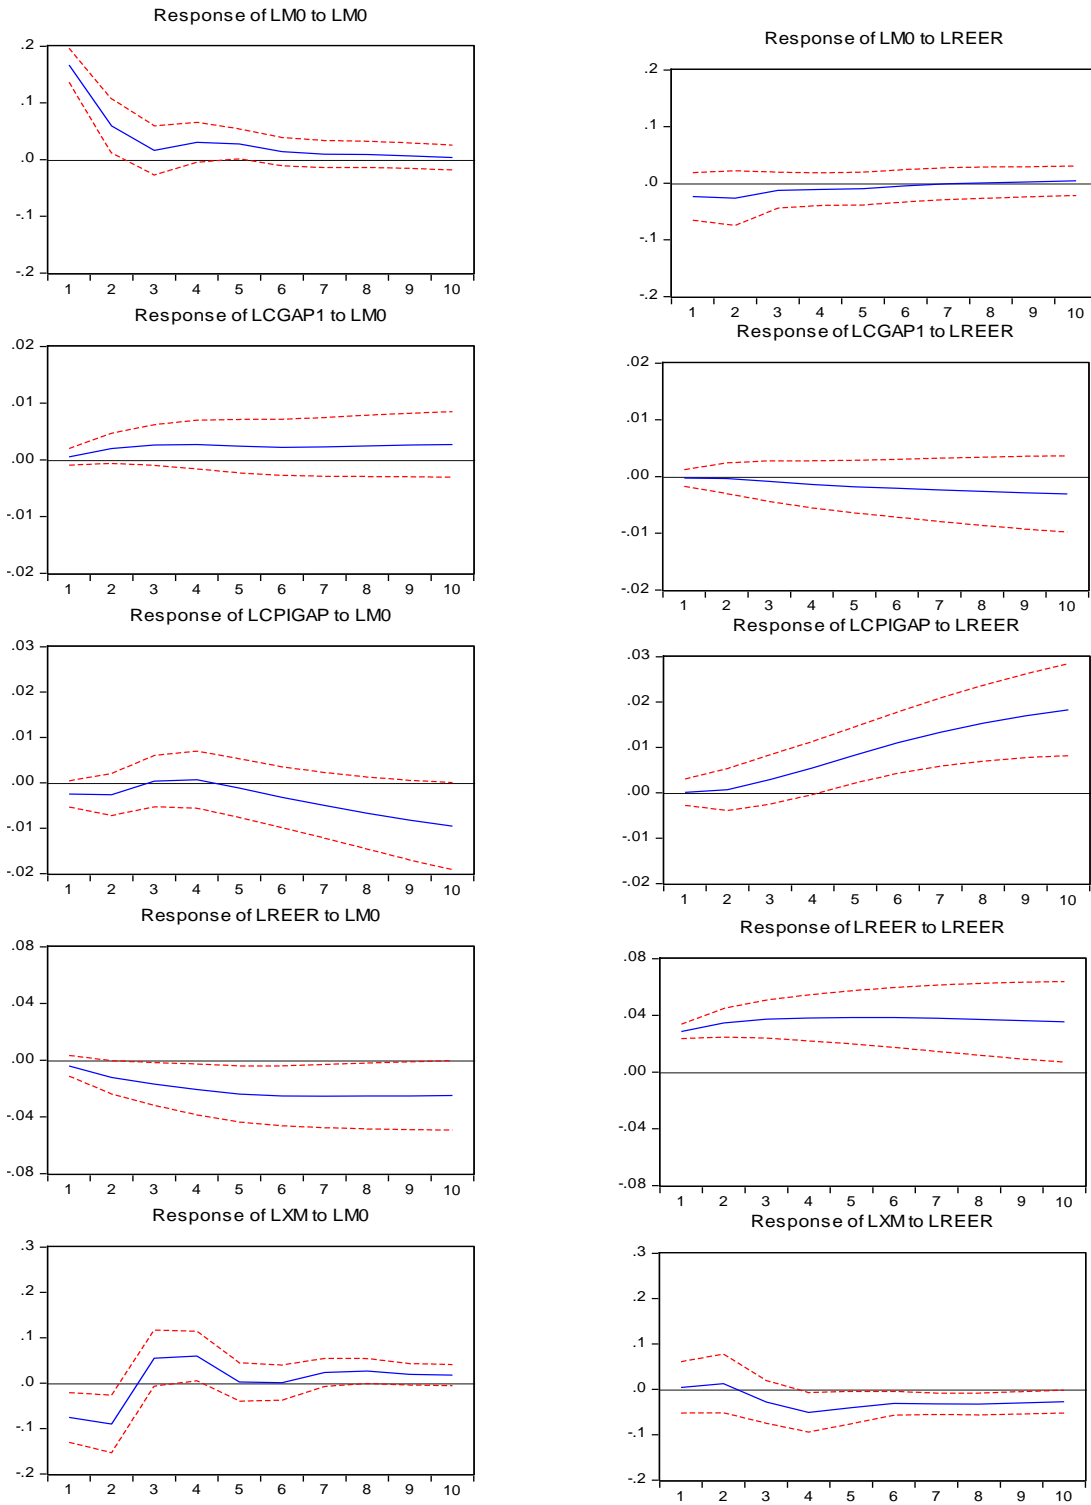 Response of LM0 to LM0
.2
.1
.0
-.1
-.2
1 2 3 4 5 6 7 8 9 10
Response of LCGAP1 to LM0
.02
.01
.00
-.01
-.02
1 2 3 4 5 6 7 8 9 10
Response of LCPIGAP to LM0
.03
.02
.01
.00
-.01
-.02
1 2 3 4 5 6 7 8 9 10
Response of LREER to LM0
.08
.04
.00
-.04
-.08
1 2 3 4 5 6 7 8 9 10
Response of LXM to LM0
.3
.2
.1
.0
-.1
-.2
1 2 3 4 5 6 7 8 9 10
Response of LM0 to LREER
.2
.1
.0
-.1
-.2
1 2 3 4 5 6 7 8 9 10
Response of LCGAP1 to LREER
.02
.01
.00
-.01
-.02
1 2 3 4 5 6 7 8 9 10
Response of LCPIGAP to LREER
.03
.02
.01
.00
-.01
-.02
1 2 3 4 5 6 7 8 9 10
Response of LREER to LREER
.08
.04
.00
-.04
-.08
1 2 3 4 5 6 7 8 9 10
Response of LXM to LREER
.3
.2
.1
.0
-.1
-.2
1 2 3 4 5 6 7 8 9 10